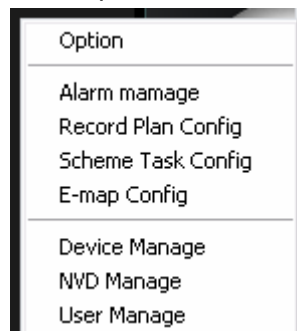 Option
Alarm mamage
Record Plan Config
Scheme Task Config
E-map Config
Device Manage
NVD Manage
User Manage